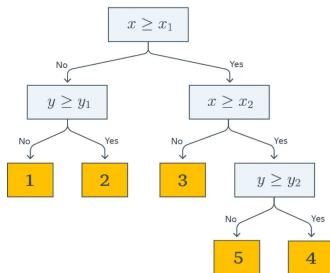 x ≥ x₁
No
Yes
y ≥ y₁
x ≥ x₂
No
Yes
No
Yes
1
2
3
y ≥ y₂
No
Yes
5
4